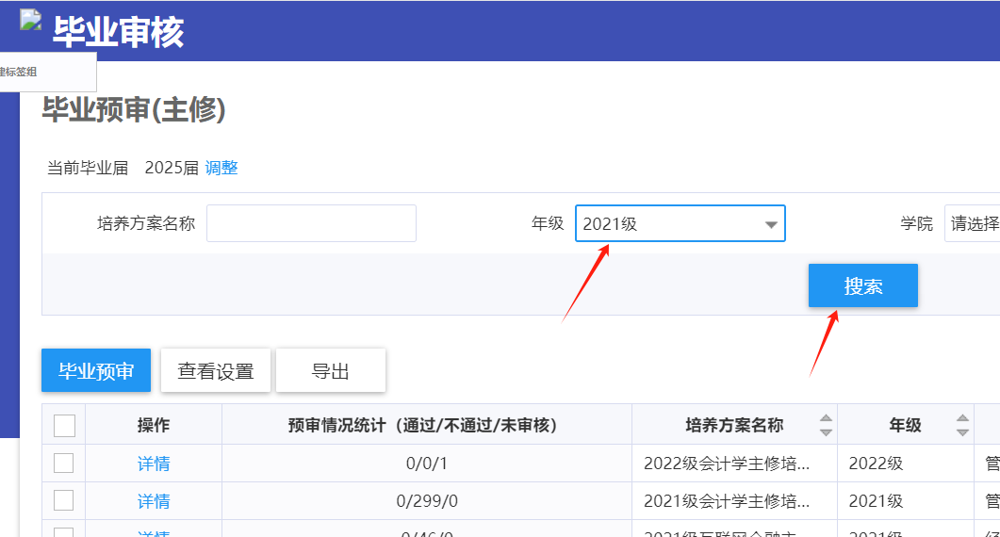 毕业审核
建标签组
毕业预审(主修)
当前毕业届 2025届 调整
培养方案名称 年级 2021级 学院 请选择
搜索
毕业预审 查看设置 导出
操作 预审情况统计（通过/不通过/未审核） 培养方案名称 年级
详情 0/0/1 2022级会计学主修培... 2022级 管
详情 0/299/0 2021级会计学主修培... 2021级 管
详情 0/46/0 2021级互联网金融主 2021级